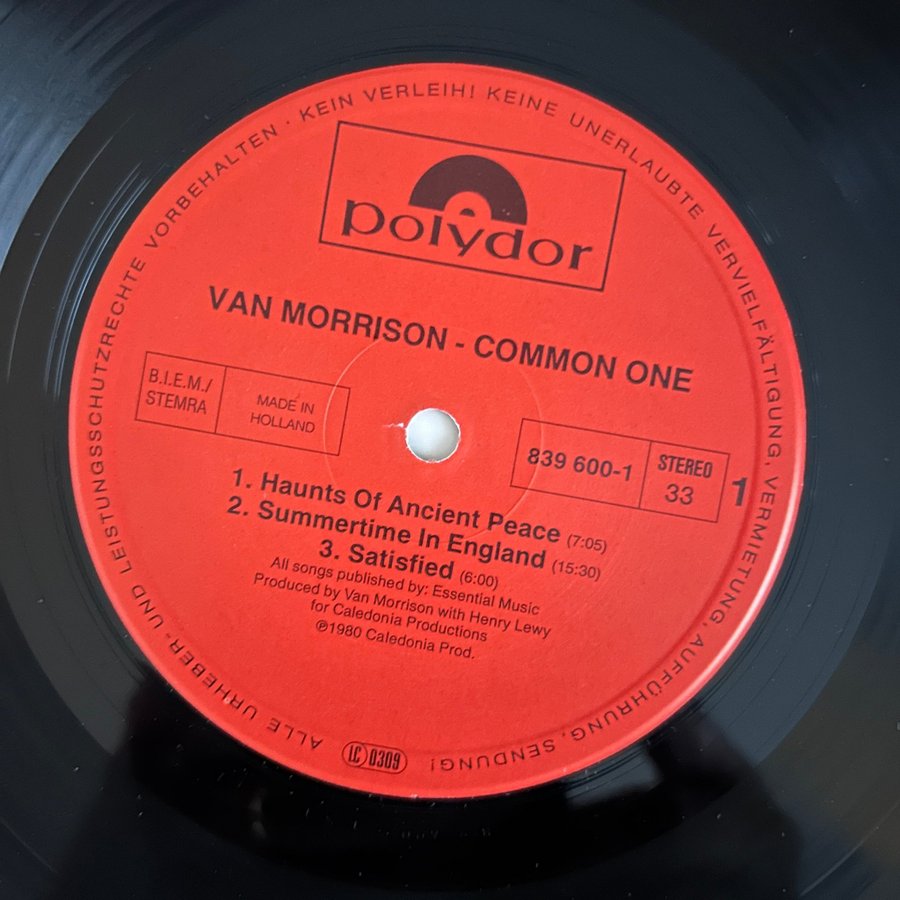 ALLE URHEBER- UND LEISTUNGSSCHUTZRECHTE VORBEHALTEN · KEIN VERLEIH! KEINE UNERLAUBTE VERVIELFÄLTIGUNG, VERMIETUNG, AUFFÜHRUNG, SENDUNG!
polydor
VAN MORRISON - COMMON ONE
B.I.E.M./
STEMRA
MADE IN
HOLLAND
839 600-1
STEREO
33
1
1. Haunts Of Ancient Peace (7:05)
2. Summertime In England (15:30)
3. Satisfied (6:00)
All songs published by: Essential Music
Produced by Van Morrison with Henry Lewy
for Caledonia Productions
℗1980 Caledonia Prod.
LC 0309